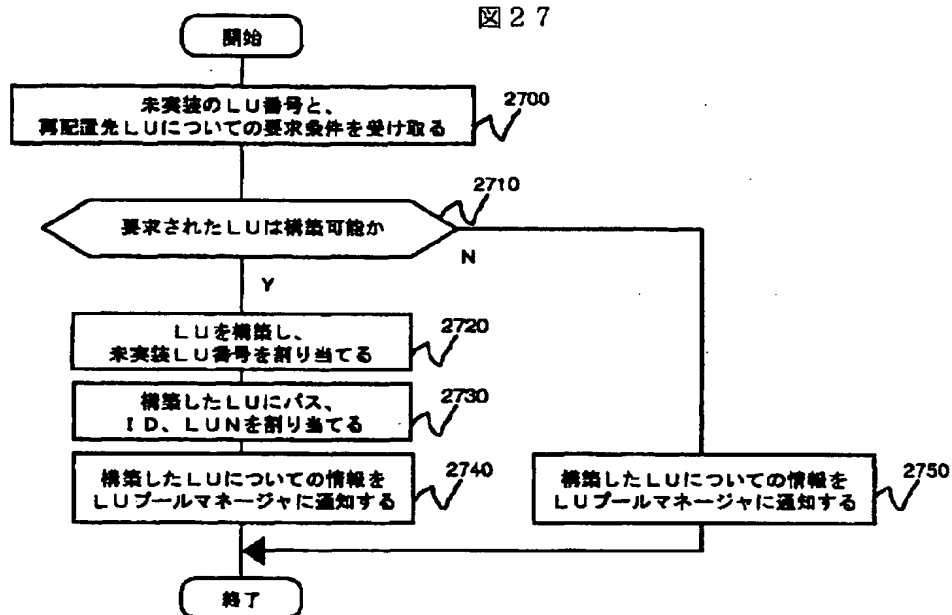 図27
開始
未実装のLU番号と、
再配置先LUについての要求条件を受け取る
2700
2710
要求されたLUは構築可能か
N
Y
LUを構築し、
未実装LU番号を割り当てる
2720
構築したLUにパス、
ID、LUNを割り当てる
2730
構築したLUについての情報を
LUプールマネージャに通知する
2740
構築したLUについての情報を
LUプールマネージャに通知する
2750
終了